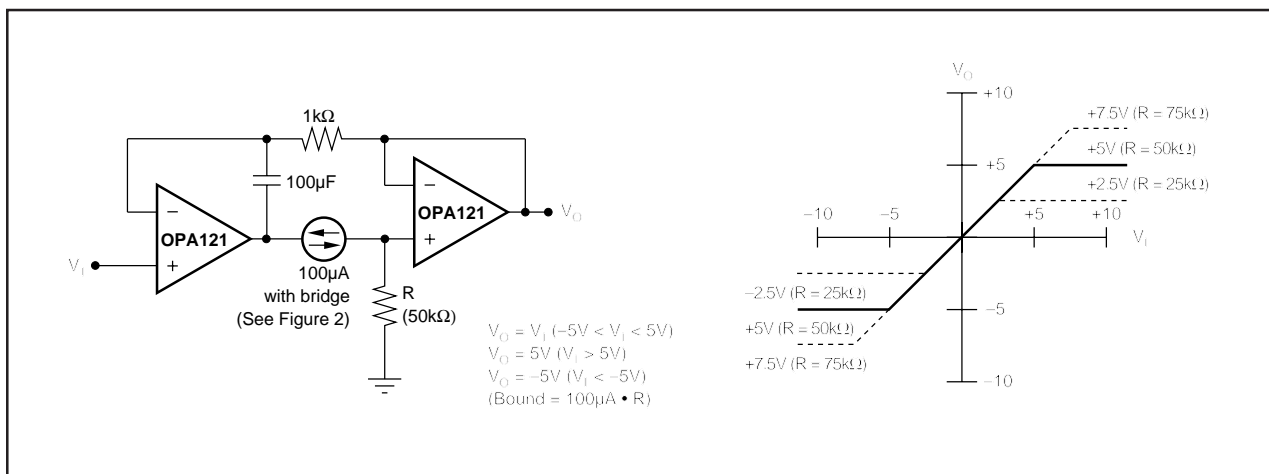 1kΩ
100µF
–
OPA121
+
V_I
100µA
with bridge
(See Figure 2)
R
(50kΩ)
–
OPA121
+
V_O
V_O = V_I (–5V < V_I < 5V)
V_O = 5V (V_I > 5V)
V_O = –5V (V_I < –5V)
(Bound = 100µA • R)
V_O
+10
+7.5V (R = 75kΩ)
+5
+5V (R = 50kΩ)
+2.5V (R = 25kΩ)
–10
–5
+5
+10
V_I
–2.5V (R = 25kΩ)
–5
+5V (R = 50kΩ)
+7.5V (R = 75kΩ)
–10